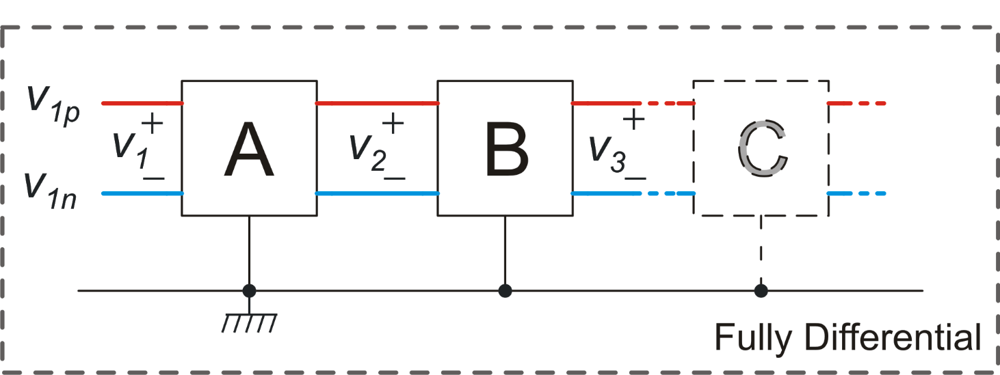 v1p
v1 + −
v1n
A
v2 + −
B
v3 + −
C
Fully Differential